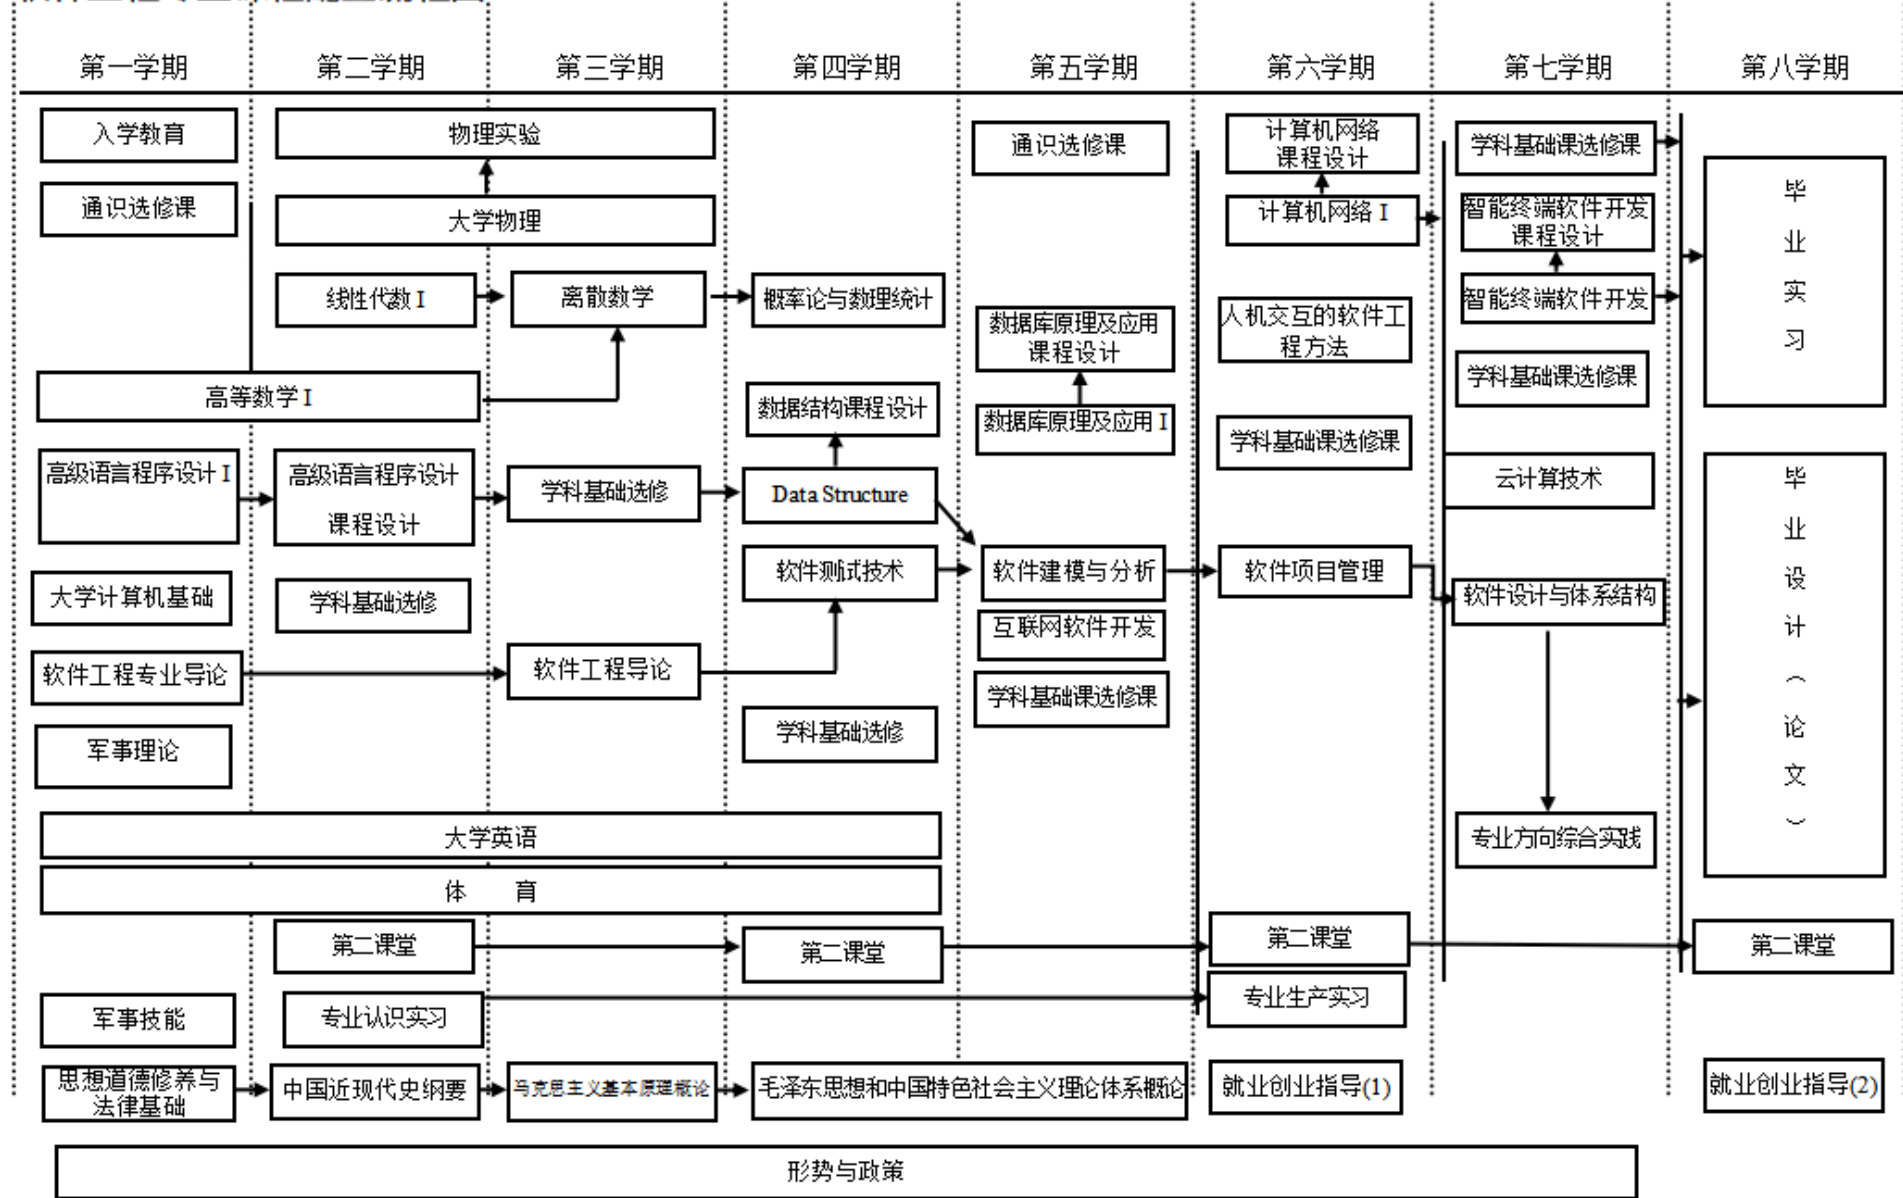 第一学期
第二学期
第三学期
第四学期
第五学期
第六学期
第七学期
第八学期
入学教育
通识选修课
高等数学 I
高级语言程序设计 I
大学计算机基础
软件工程专业导论
军事理论
大学英语
体 育
军事技能
思想道德修养与
法律基础
形势与政策
物理实验
大学物理
线性代数 I
高级语言程序设计
课程设计
学科基础选修
第二课堂
专业认识实习
中国近现代史纲要
离散数学
学科基础选修
软件工程导论
马克思主义基本原理概论
概率论与数理统计
数据结构课程设计
Data Structure
软件测试技术
学科基础选修
第二课堂
毛泽东思想和中国特色社会主义理论体系概论
通识选修课
数据库原理及应用
课程设计
数据库原理及应用 I
软件建模与分析
互联网软件开发
学科基础课选修课
计算机网络
课程设计
计算机网络 I
人机交互的软件工
程方法
学科基础课选修课
软件项目管理
第二课堂
专业生产实习
就业创业指导(1)
学科基础课选修课
智能终端软件开发
课程设计
智能终端软件开发
学科基础课选修课
云计算技术
软件设计与体系结构
专业方向综合实践
毕
业
实
习
毕
业
设
计
（
论
文
）
第二课堂
就业创业指导(2)